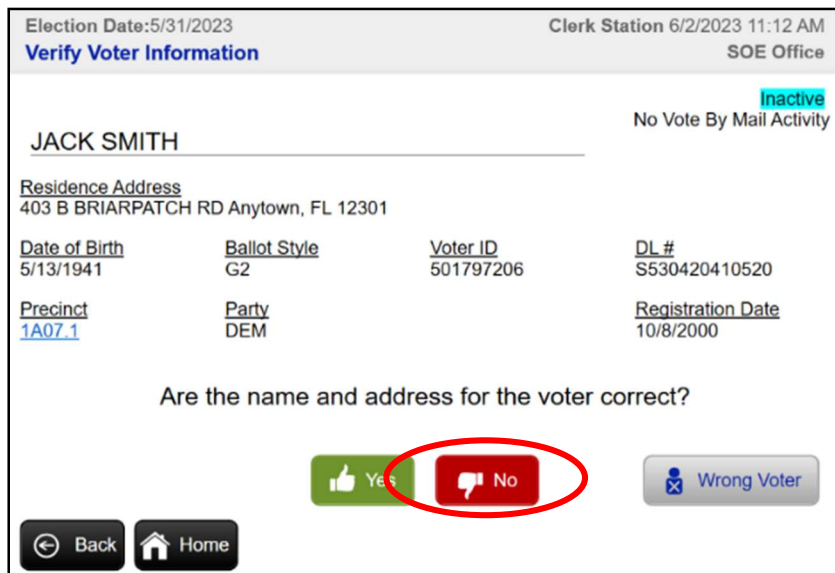 Election Date:5/31/2023 Clerk Station 6/2/2023 11:12 AM
Verify Voter Information SOE Office
Inactive
No Vote By Mail Activity
JACK SMITH
Residence Address
403 B BRIARPATCH RD Anytown, FL 12301
Date of Birth Ballot Style Voter ID DL #
5/13/1941 G2 501797206 S530420410520
Precinct Party Registration Date
1A07.1 DEM 10/8/2000
Are the name and address for the voter correct?
Yes No Wrong Voter
Back Home